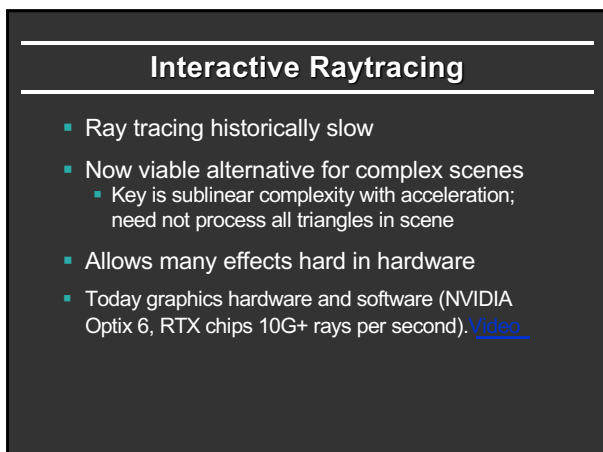 Interactive Raytracing
▪ Ray tracing historically slow
▪ Now viable alternative for complex scenes
▪ Key is sublinear complexity with acceleration;
need not process all triangles in scene
▪ Allows many effects hard in hardware
▪ Today graphics hardware and software (NVIDIA
Optix 6, RTX chips 10G+ rays per second).Video